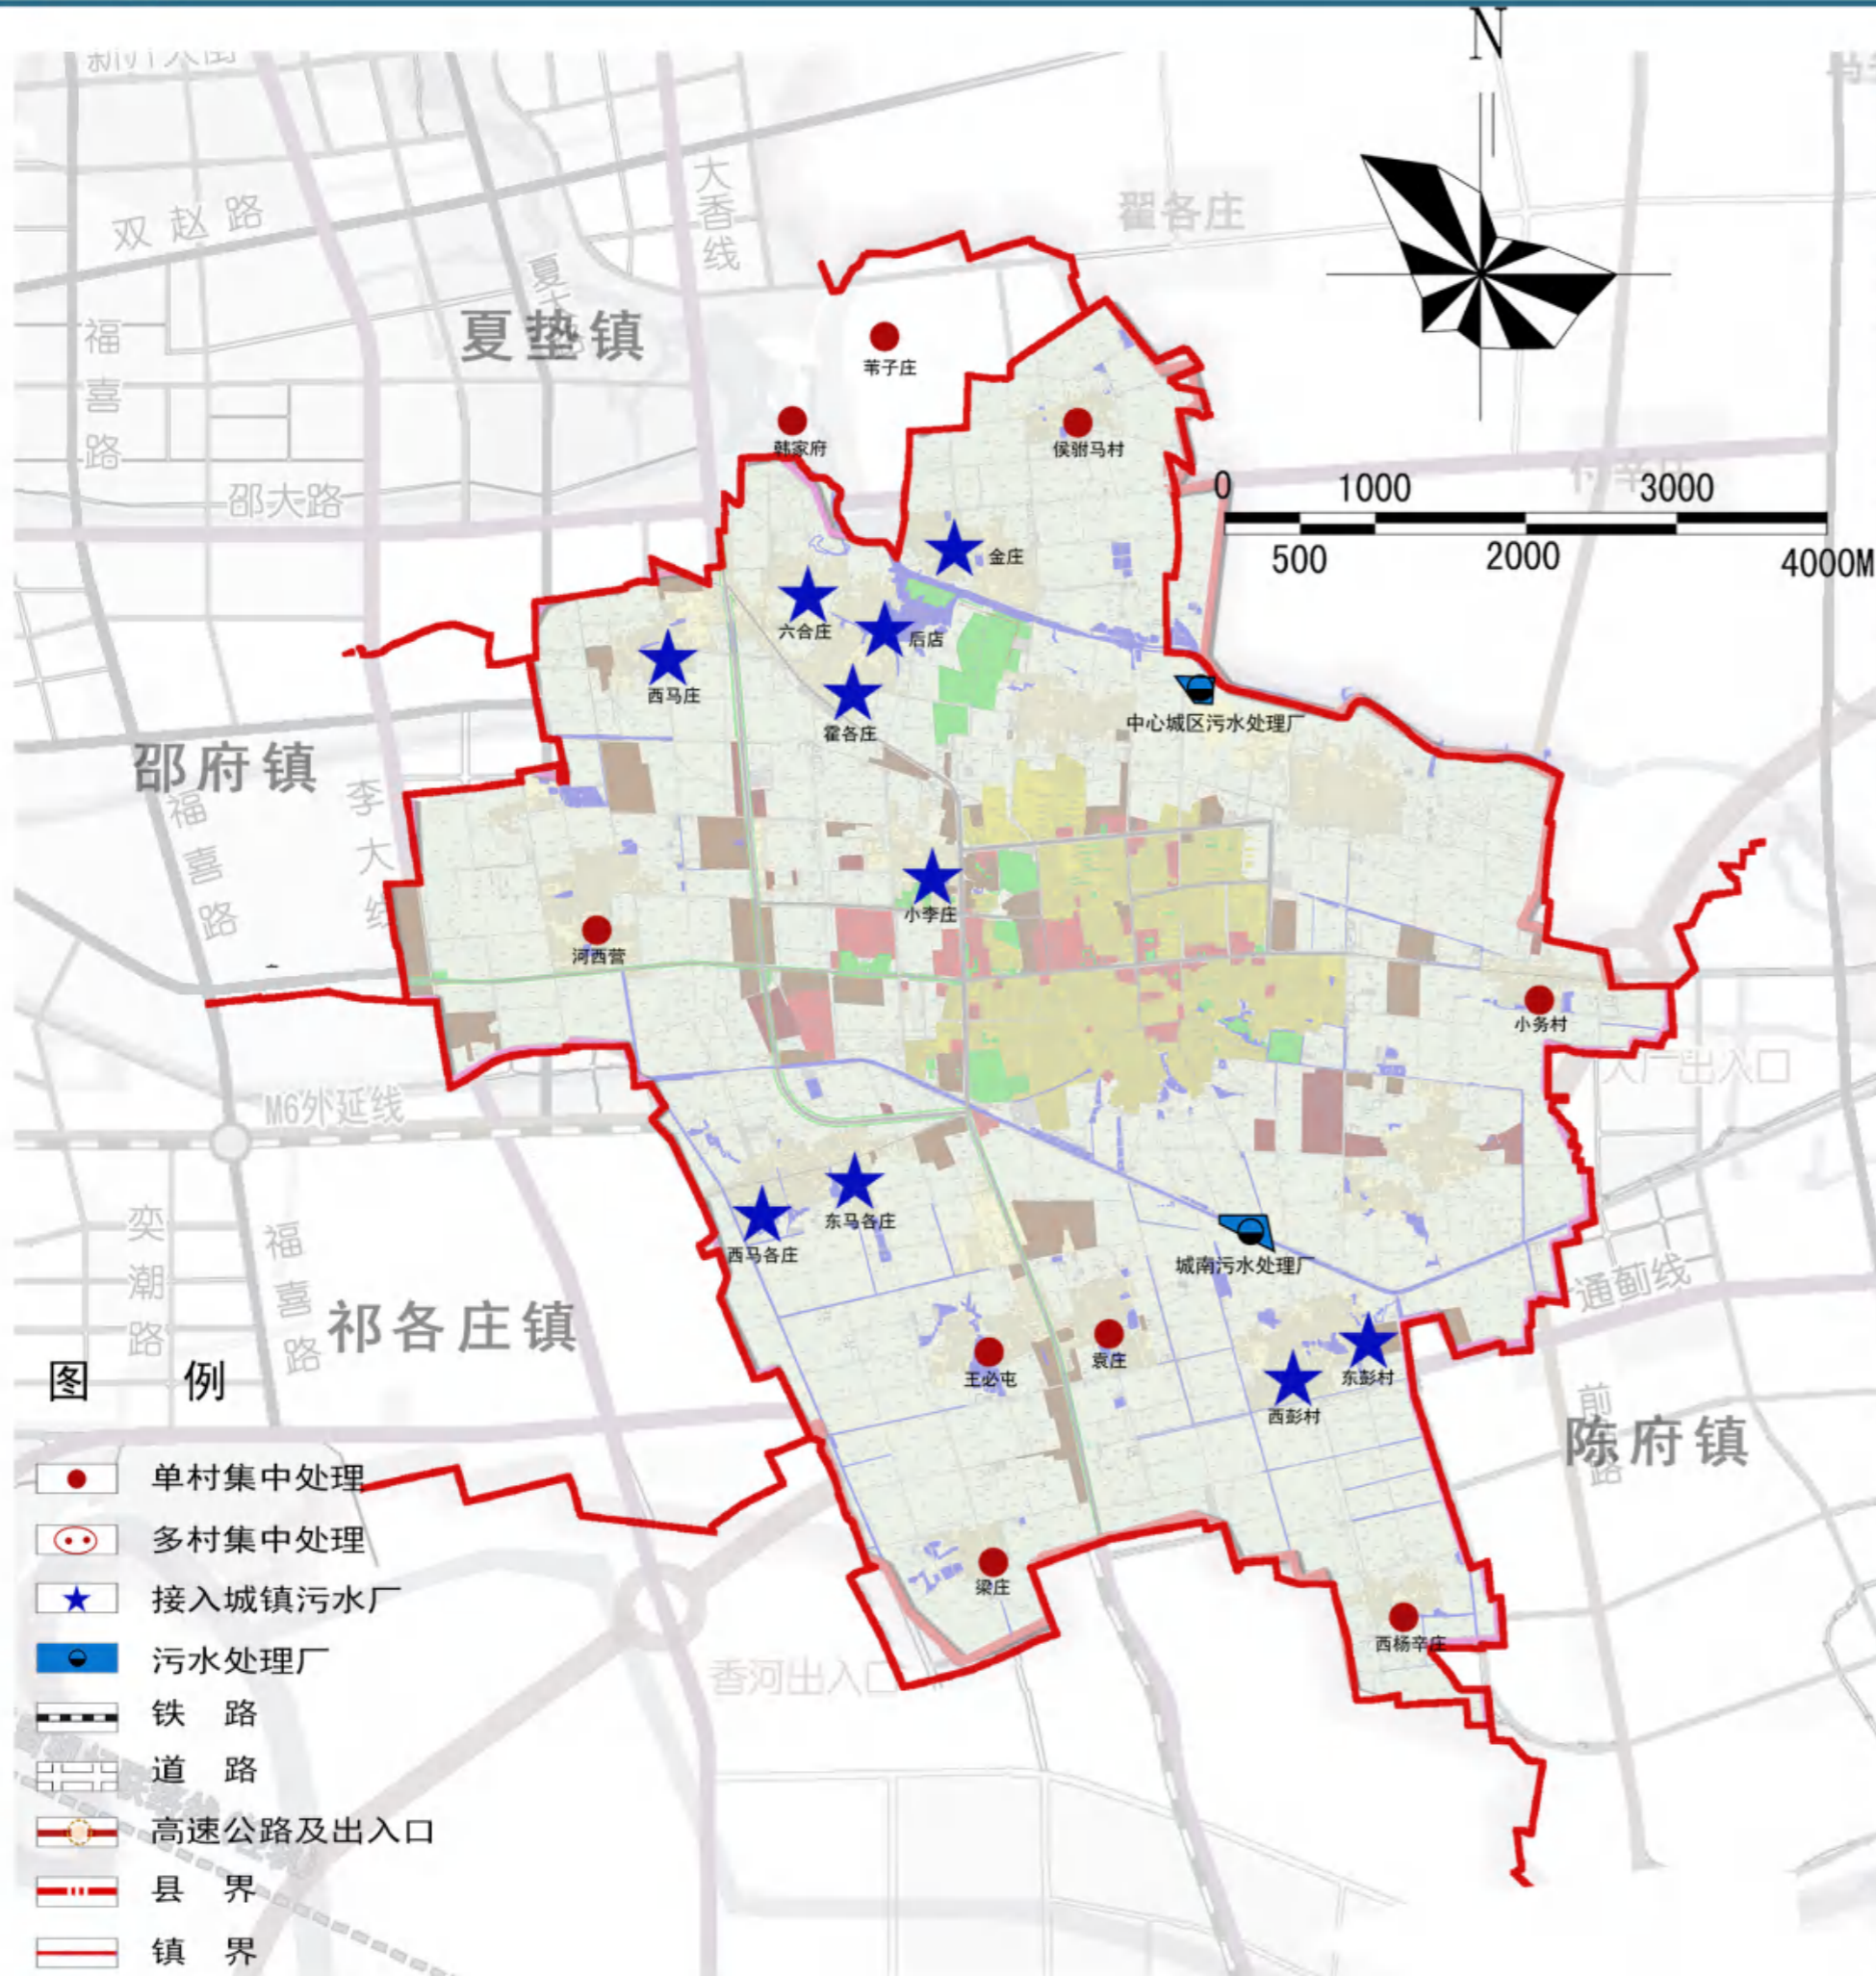 N
大香线
双赵路
翟各庄
夏垫镇
福喜路
苇子庄
韩家府
侯驸马村
邵大路
0
1000
3000
500
2000
4000M
金庄
六合庄
后店
西马庄
霍各庄
中心城区污水处理厂
邵府镇
福喜路
李大线
小李庄
河西营
小务村
大厂出入口
M6外延线
东马各庄
西马各庄
城南污水处理厂
通蓟线
奕潮路
福喜路
祁各庄镇
王必屯
袁庄
东彭村
西彭村
陈府镇
梁庄
西杨辛庄
香河出入口
图 例
单村集中处理
多村集中处理
接入城镇污水厂
污水处理厂
铁 路
道 路
高速公路及出入口
县 界
镇 界